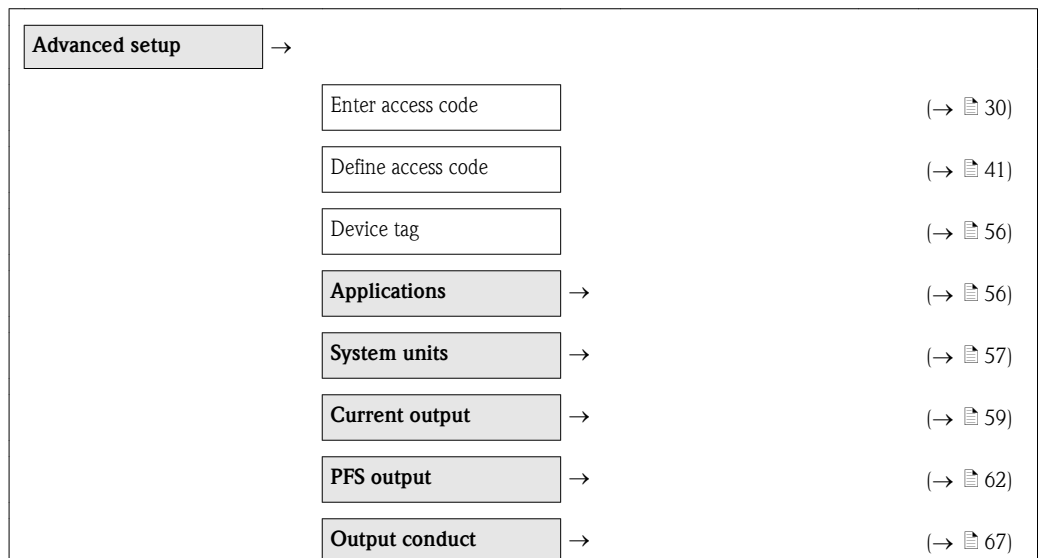 Advanced setup →
Enter access code (→ 30)
Define access code (→ 41)
Device tag (→ 56)
Applications → (→ 56)
System units → (→ 57)
Current output → (→ 59)
PFS output → (→ 62)
Output conduct → (→ 67)